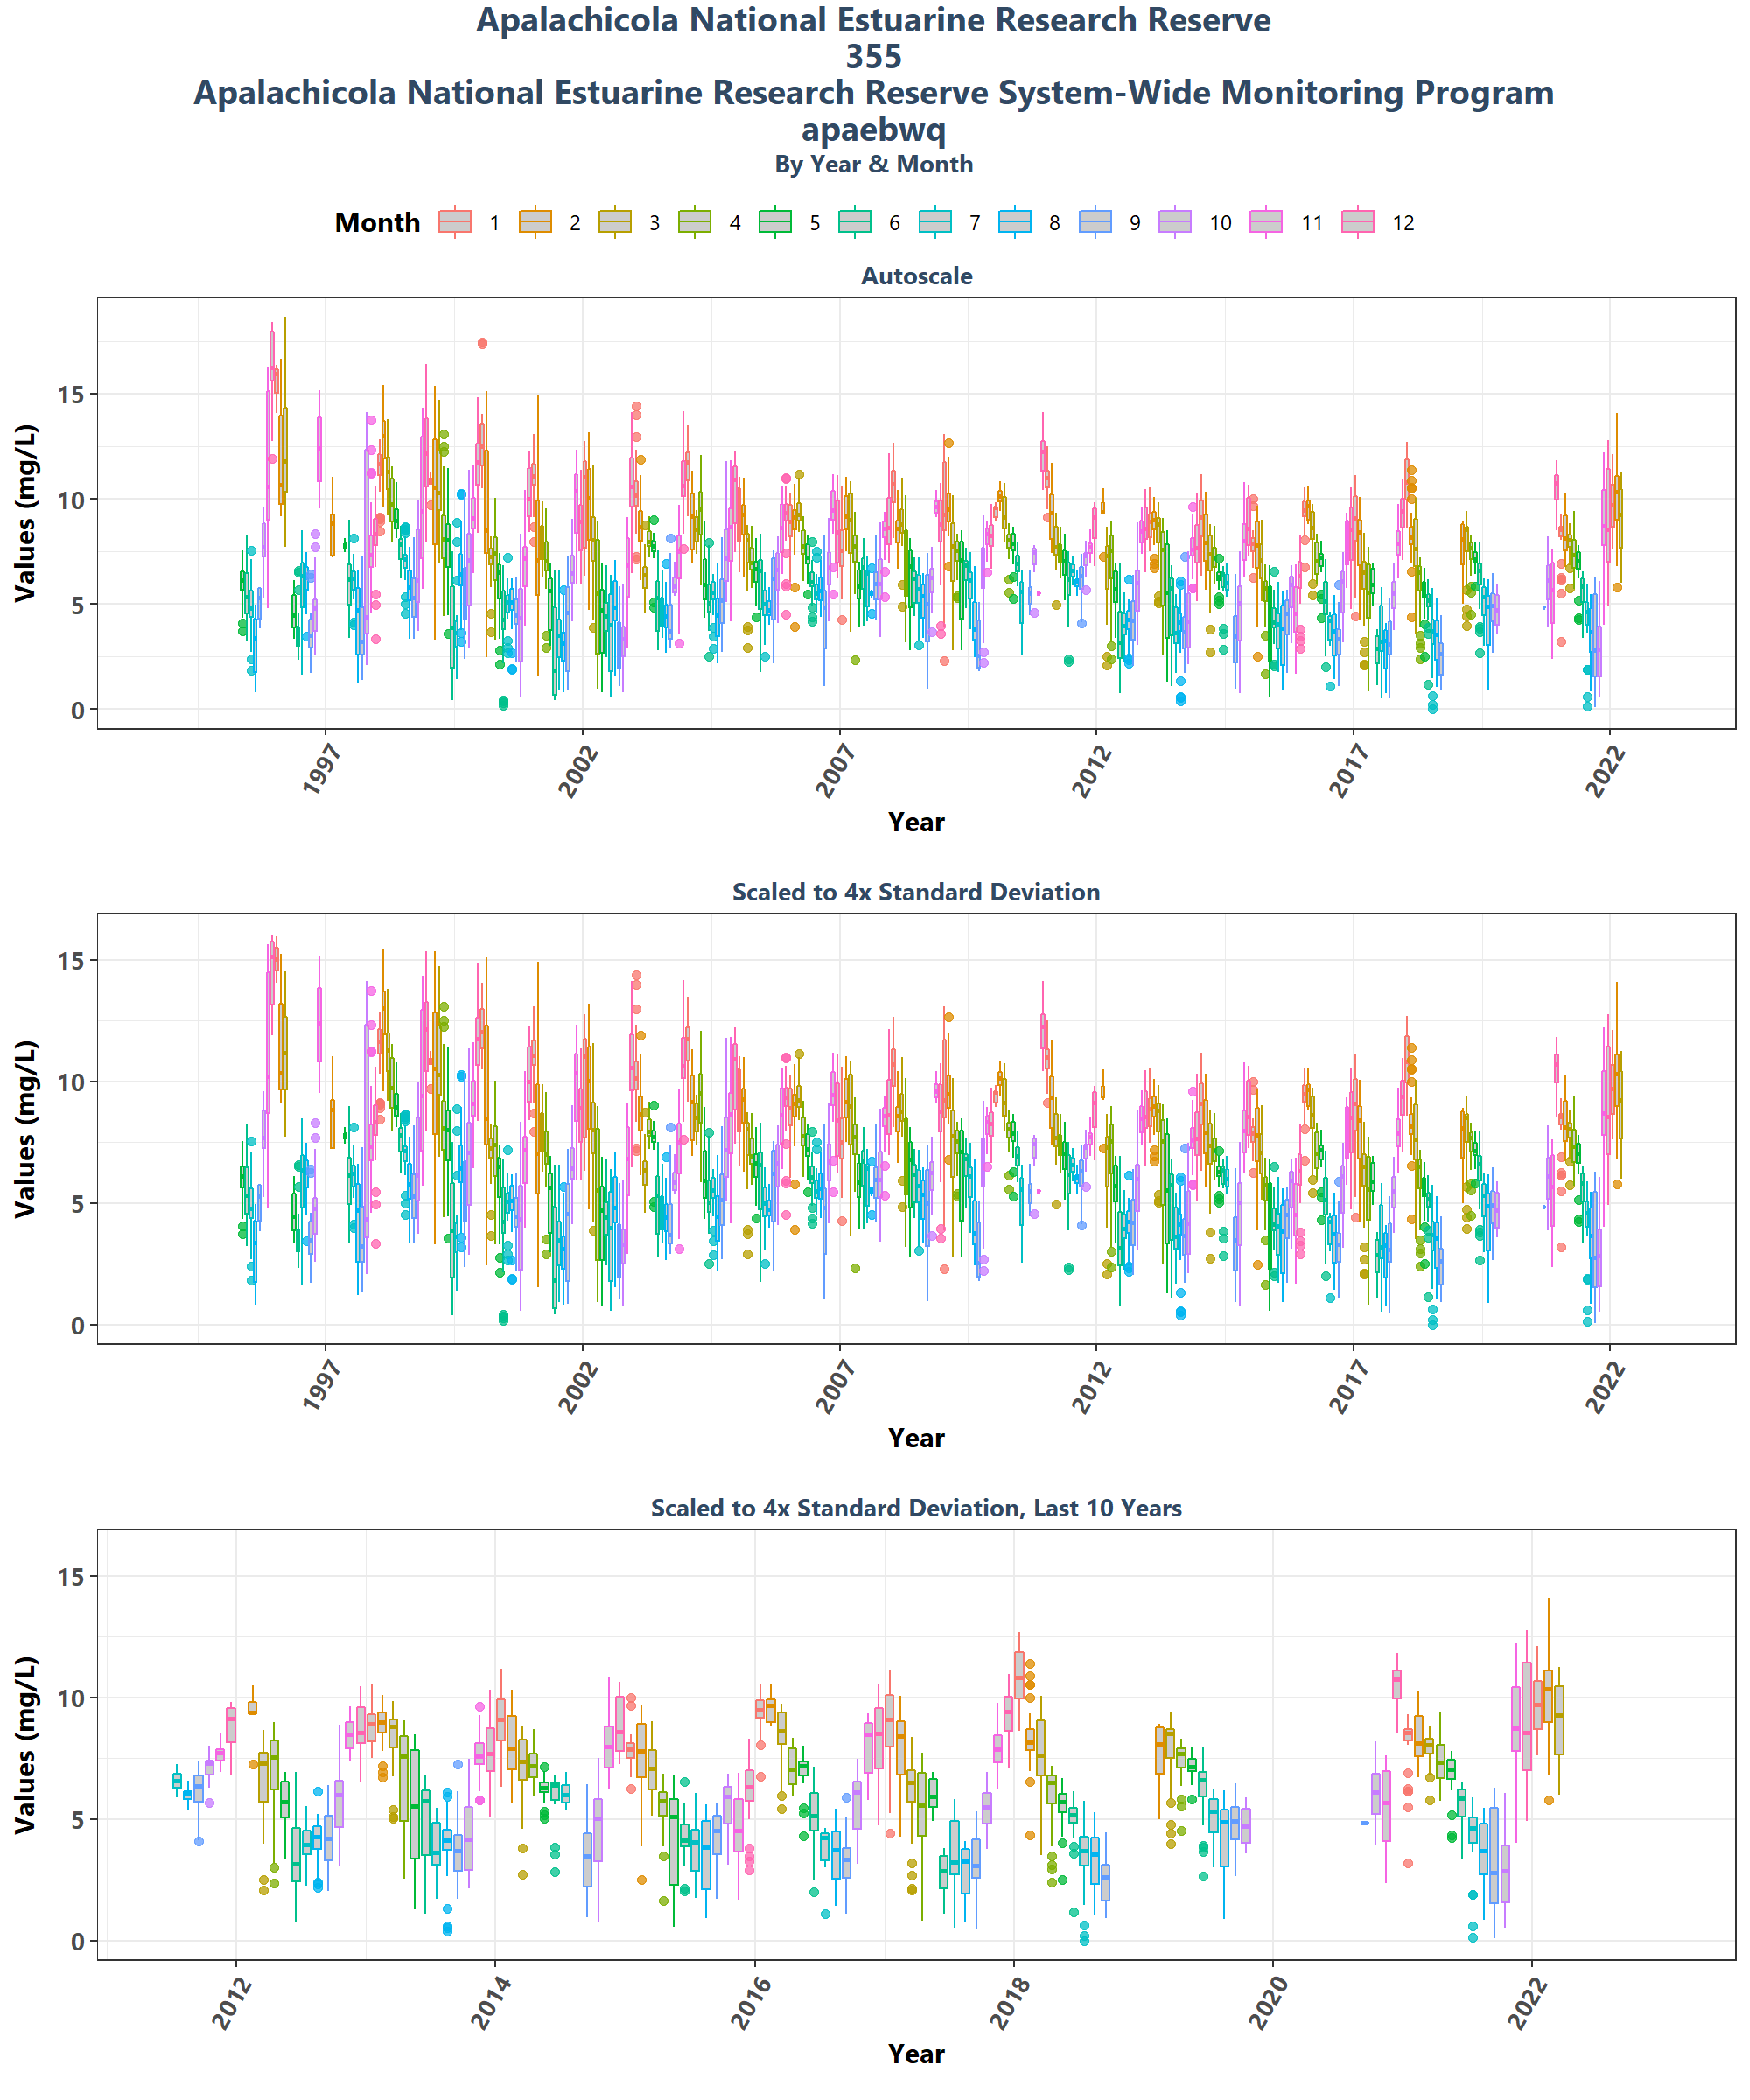 Apalachicola National Estuarine Research Reserve
355
Apalachicola National Estuarine Research Reserve System-Wide Monitoring Program
apaebwq
By Year & Month
Month 1 2 3 4 5 6 7 8 9 10 11 12
Autoscale
Values (mg/L)
15
10
5
0
1997 2002 2007 2012 2017 2022
Year
Scaled to 4x Standard Deviation
Values (mg/L)
15
10
5
0
1997 2002 2007 2012 2017 2022
Year
Scaled to 4x Standard Deviation, Last 10 Years
Values (mg/L)
15
10
5
0
2012 2014 2016 2018 2020 2022
Year